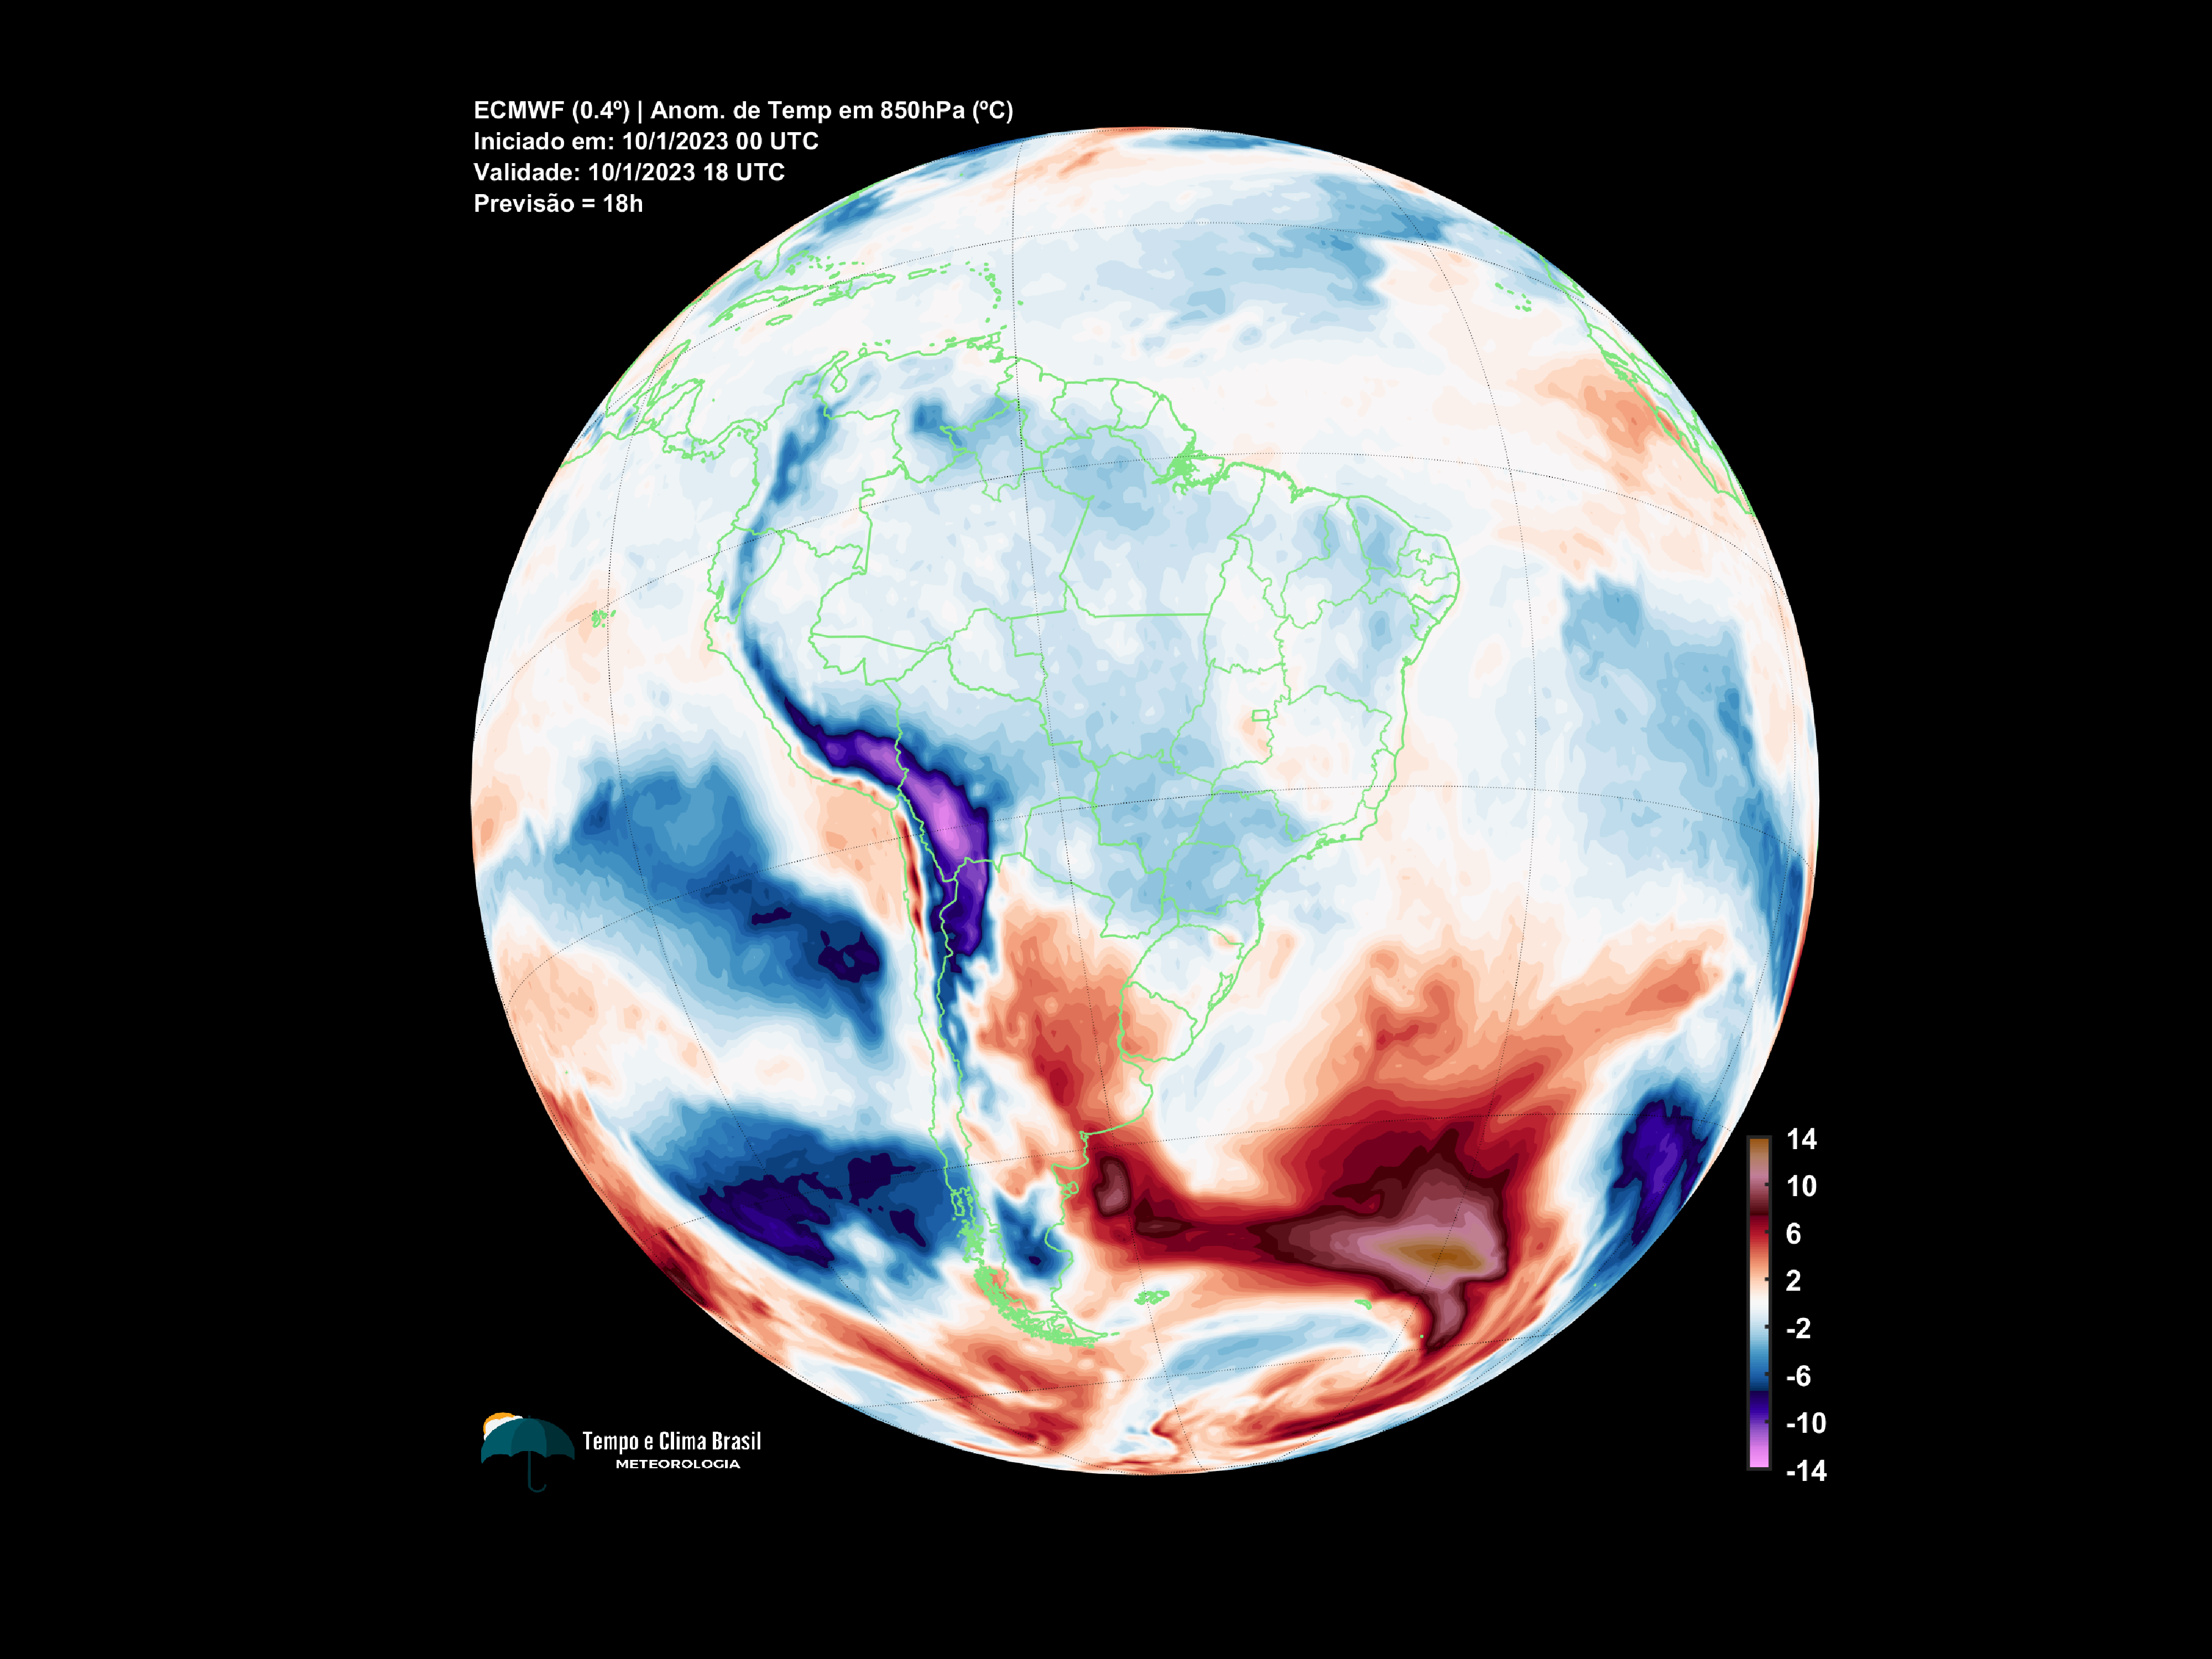 ECMWF (0.4º) | Anom. de Temp em 850hPa (ºC)
Iniciado em: 10/1/2023 00 UTC
Validade: 10/1/2023 18 UTC
Previsão = 18h
14
10
6
2
-2
-6
-10
-14
Tempo e Clima Brasil
METEOROLOGIA